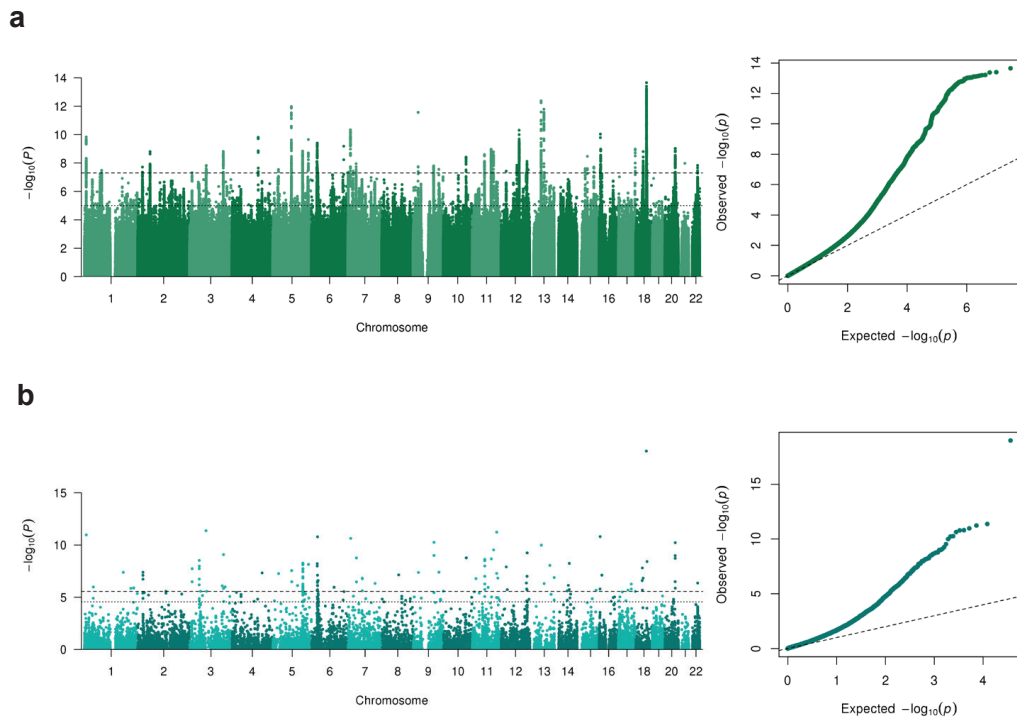 a
14
12
10
8
6
4
2
0
−log₁₀(P)
1 2 3 4 5 6 7 8 9 10 11 12 13 14 16 18 20 22
Chromosome
14
12
10
8
6
4
2
0
Observed −log₁₀(p)
0 2 4 6
Expected −log₁₀(p)
b
15
10
5
0
−log₁₀(P)
1 2 3 4 5 6 7 8 9 10 11 12 13 14 16 18 20 22
Chromosome
15
10
5
0
Observed −log₁₀(p)
0 1 2 3 4
Expected −log₁₀(p)